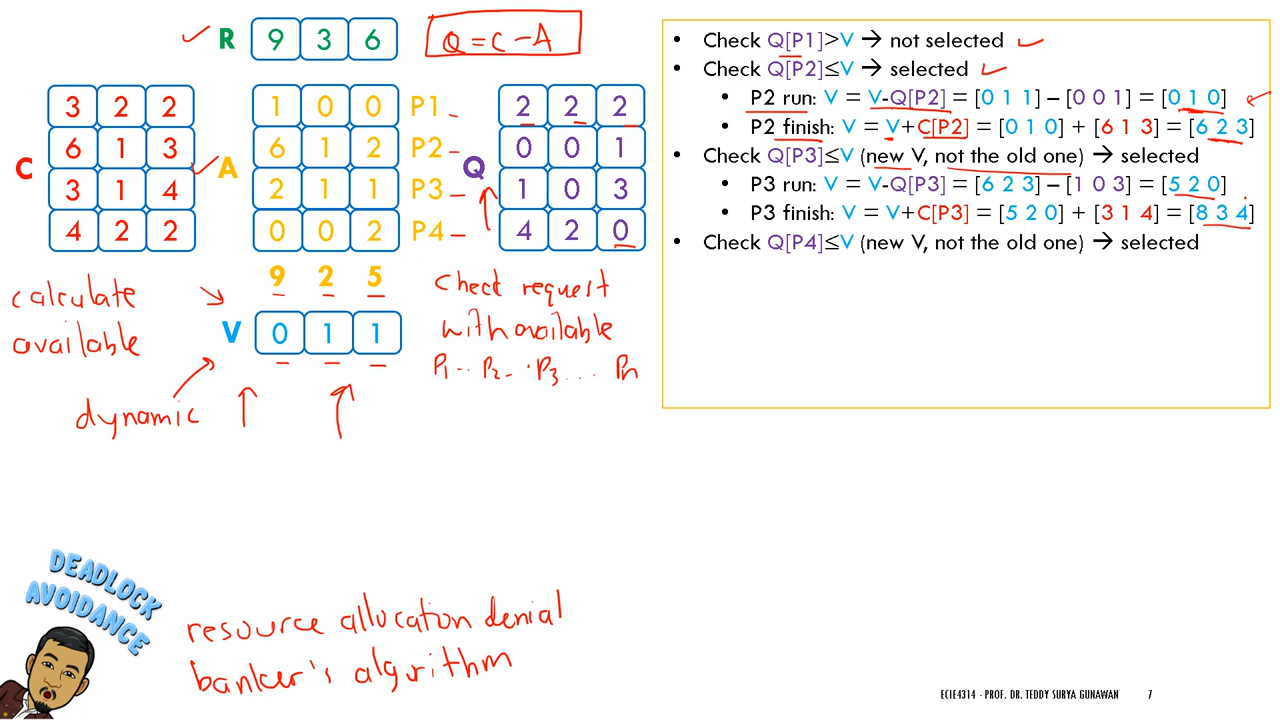 R 9 3 6
Q = C - A
C
3 2 2
6 1 3
3 1 4
4 2 2
A
1 0 0 P1
6 1 2 P2
2 1 1 P3
0 0 2 P4
9 2 5
V 0 1 1
Q
2 2 2
0 0 1
1 0 3
4 2 0
calculate
available
dynamic
Check request
with available
P1.. P2.. P3.... Pn
• Check Q[P1]>V → not selected
• Check Q[P2]≤V → selected
• P2 run: V = V-Q[P2] = [0 1 1] – [0 0 1] = [0 1 0]
• P2 finish: V = V+C[P2] = [0 1 0] + [6 1 3] = [6 2 3]
• Check Q[P3]≤V (new V, not the old one) → selected
• P3 run: V = V-Q[P3] = [6 2 3] – [1 0 3] = [5 2 0]
• P3 finish: V = V+C[P3] = [5 2 0] + [3 1 4] = [8 3 4]
• Check Q[P4]≤V (new V, not the old one) → selected
DEADLOCK
AVOIDANCE
resource allocation denial
banker's algorithm
ECIE4314 - PROF. DR. TEDDY SURYA GUNAWAN 7